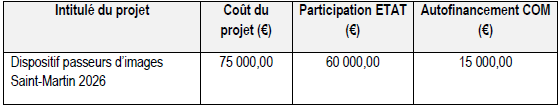 Intitulé du projet Coût du projet (€) Participation ETAT (€) Autofinancement COM (€)
Dispositif passeurs d'images Saint-Martin 2026 75 000,00 60 000,00 15 000,00